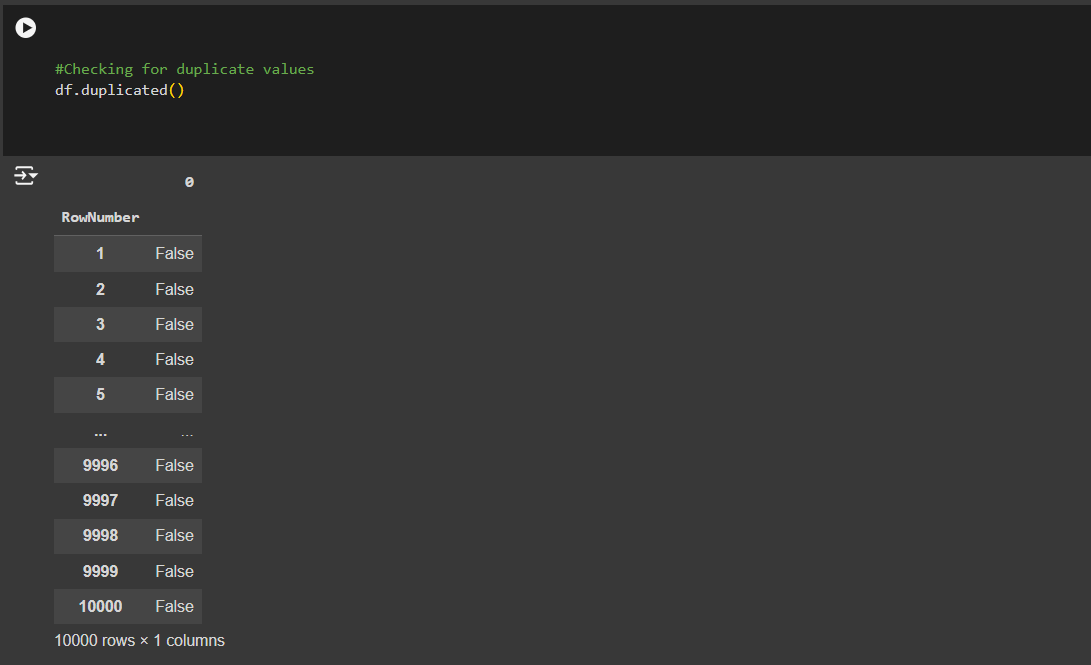 #Checking for duplicate values
df.duplicated()
0
RowNumber
1 False
2 False
3 False
4 False
5 False
... ...
9996 False
9997 False
9998 False
9999 False
10000 False
10000 rows × 1 columns